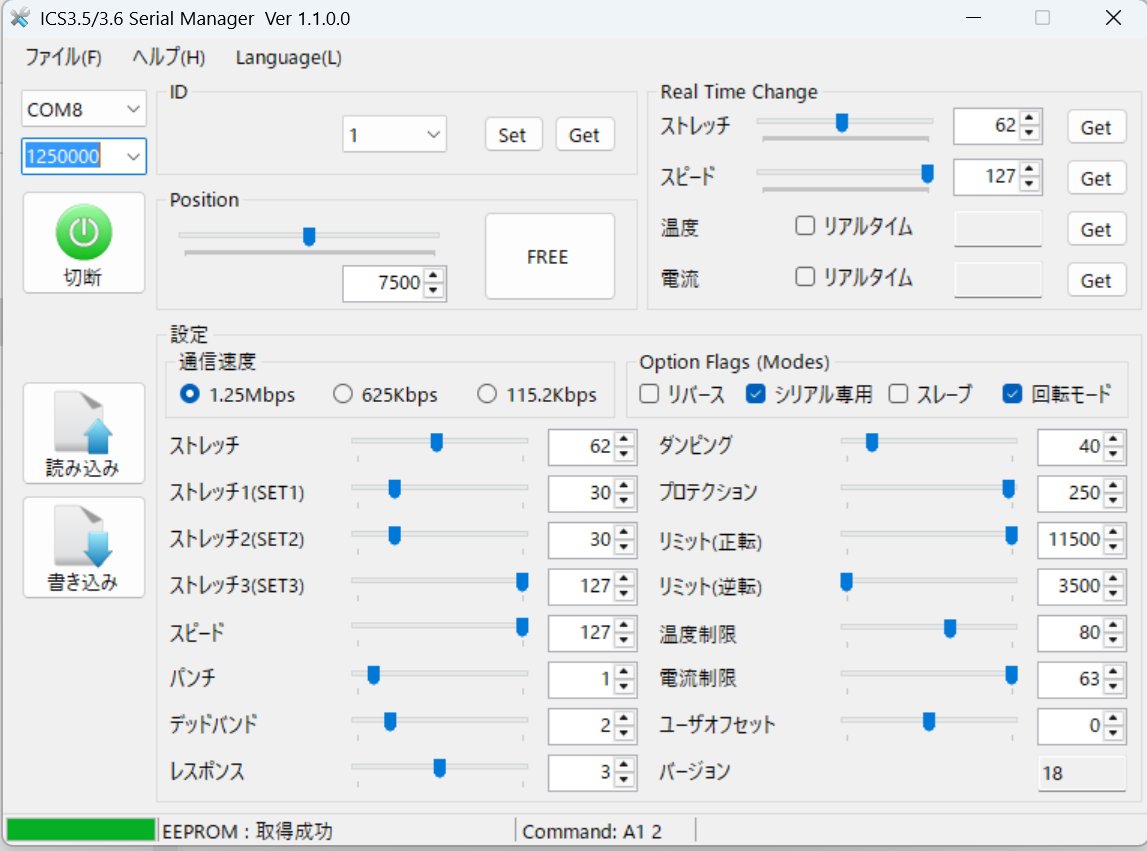 ICS3.5/3.6 Serial Manager Ver 1.1.0.0
ファイル(F) ヘルプ(H) Language(L)
COM8
1250000
切断
読み込み
書き込み
ID
1 Set Get
Position
7500
FREE
Real Time Change
ストレッチ 62 Get
スピード 127 Get
温度 リアルタイム Get
電流 リアルタイム Get
設定
通信速度
1.25Mbps 625Kbps 115.2Kbps
Option Flags (Modes)
リバース シリアル専用 スレーブ 回転モード
ストレッチ 62
ストレッチ1(SET1) 30
ストレッチ2(SET2) 30
ストレッチ3(SET3) 127
スピード 127
パンチ 1
デッドバンド 2
レスポンス 3
ダンピング 40
プロテクション 250
リミット(正転) 11500
リミット(逆転) 3500
温度制限 80
電流制限 63
ユーザオフセット 0
バージョン 18
EEPROM : 取得成功 Command: A1 2